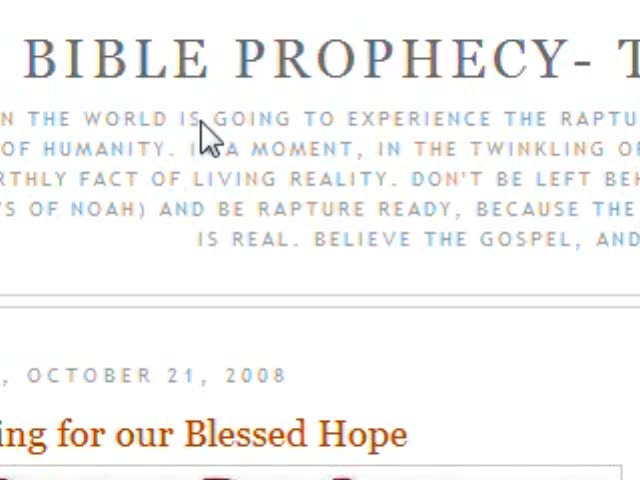 BIBLE PROPHECY- T
N THE WORLD IS GOING TO EXPERIENCE THE RAPTU
OF HUMANITY. I A MOMENT, IN THE TWINKLING OF
RTHLY FACT OF LIVING REALITY. DON'T BE LEFT BEH
YS OF NOAH) AND BE RAPTURE READY, BECAUSE THE
IS REAL. BELIEVE THE GOSPEL, AND
, OCTOBER 21, 2008
ing for our Blessed Hope